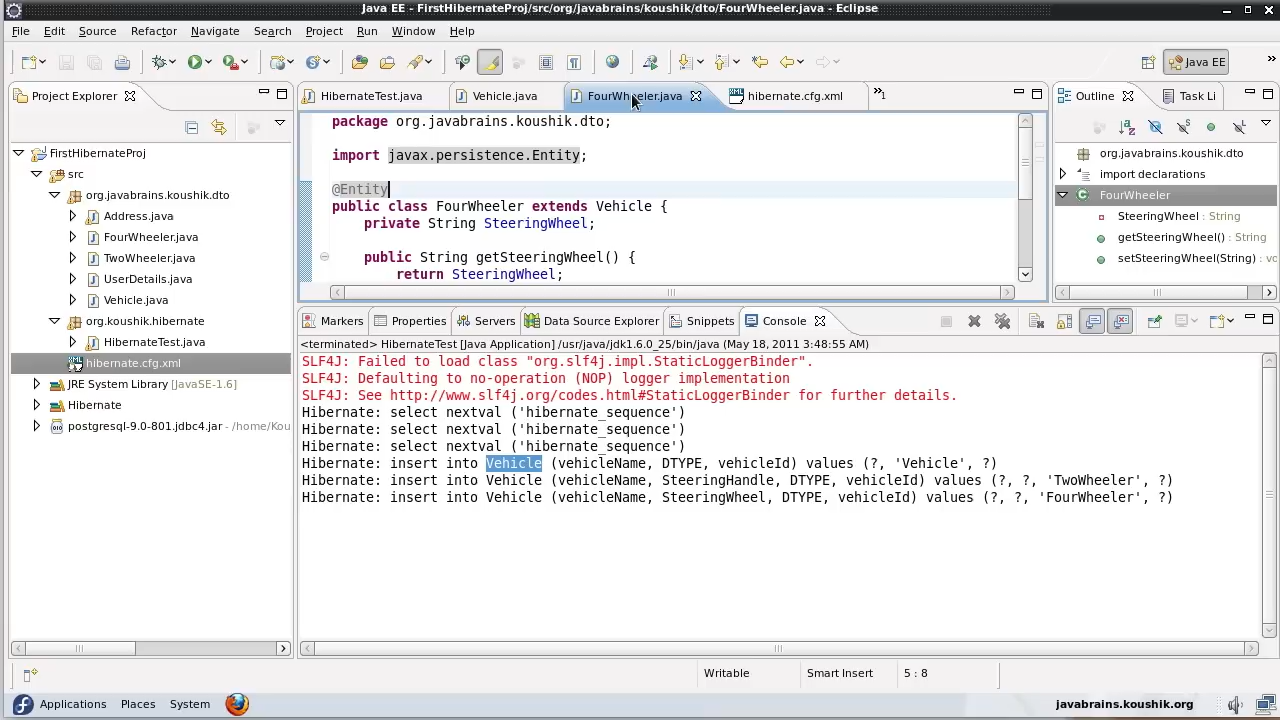 Java EE - FirstHibernateProj/src/org/javabrains/koushik/dto/FourWheeler.java - Eclipse
File Edit Source Refactor Navigate Search Project Run Window Help
Java EE
Project Explorer
FirstHibernateProj
src
org.javabrains.koushik.dto
Address.java
FourWheeler.java
TwoWheeler.java
UserDetails.java
Vehicle.java
org.koushik.hibernate
HibernateTest.java
hibernate.cfg.xml
JRE System Library [JavaSE-1.6]
Hibernate
postgresql-9.0-801.jdbc4.jar - /home/Kou
HibernateTest.java Vehicle.java FourWheeler.java hibernate.cfg.xml »1
package org.javabrains.koushik.dto;
import javax.persistence.Entity;
@Entity
public class FourWheeler extends Vehicle {
private String SteeringWheel;
public String getSteeringWheel() {
return SteeringWheel;
Outline Task Li
org.javabrains.koushik.dto
import declarations
FourWheeler
SteeringWheel : String
getSteeringWheel() : String
setSteeringWheel(String) : vo
Markers Properties Servers Data Source Explorer Snippets Console
<terminated> HibernateTest [Java Application] /usr/java/jdk1.6.0_25/bin/java (May 18, 2011 3:48:55 AM)
SLF4J: Failed to load class "org.slf4j.impl.StaticLoggerBinder".
SLF4J: Defaulting to no-operation (NOP) logger implementation
SLF4J: See http://www.slf4j.org/codes.html#StaticLoggerBinder for further details.
Hibernate: select nextval ('hibernate_sequence')
Hibernate: select nextval ('hibernate_sequence')
Hibernate: select nextval ('hibernate_sequence')
Hibernate: insert into Vehicle (vehicleName, DTYPE, vehicleId) values (?, 'Vehicle', ?)
Hibernate: insert into Vehicle (vehicleName, SteeringHandle, DTYPE, vehicleId) values (?, ?, 'TwoWheeler', ?)
Hibernate: insert into Vehicle (vehicleName, SteeringWheel, DTYPE, vehicleId) values (?, ?, 'FourWheeler', ?)
Writable Smart Insert 5 : 8
Applications Places System javabrains.koushik.org